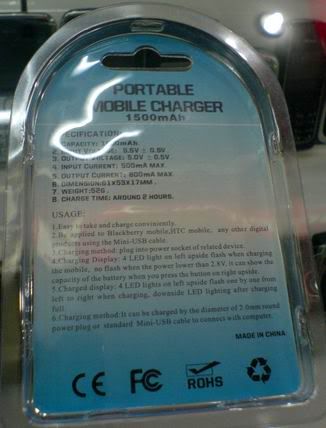 PORTABLE
MOBILE CHARGER
1500mAh
SPECIFICATION:
CAPACITY: 1500mAh
2. INPUT VOLTAGE: 5.5V ± 0.5V
3. OUTPUT VOLTAGE: 5.0V ± 0.5V
4. INPUT CURRENT: 500mA MAX.
5. OUTPUT CURRENT: 800mA MAX.
6. DIMENSION:61X53X17MM,
7. WEIGHT:52G,
8. CHARGE TIME: AROUND 2 HOURS.
USAGE:
1.Easy to take and charge conveniently.
2.Be applied to Blackberry mobile,HTC mobile, any other digital
products using the Mini-USB cable.
3.Charging method: plug into power socket of related device.
4.Charging Display: 4 LED light on left upside flash when charging
the mobile, no flash when the power lower than 2.8V, it can show the
capacity of the battery when you press the button on right upside.
5.Charged display: 4 LED lights on left upside flash one by one from
left to right when charging, downside LED lighting after charging
full.
6.Charging method:It can be charged by the diameter of 2.0mm round
power plug or standard Mini-USB cable to connect with computer.
MADE IN CHINA
CE FC ROHS